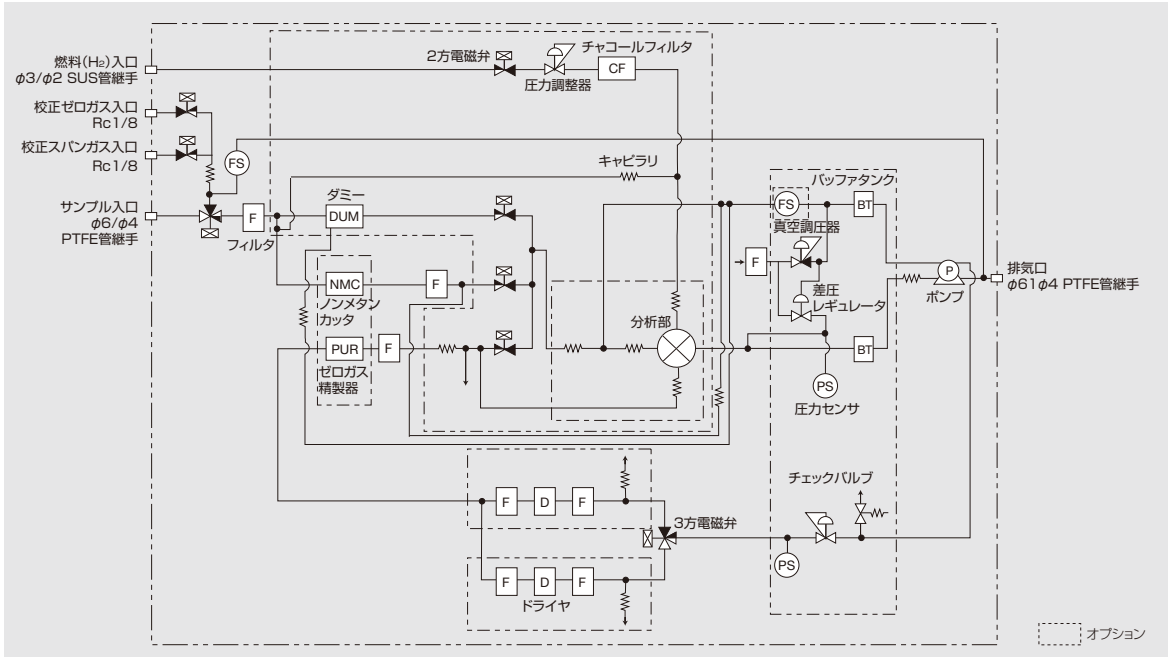 燃料(H₂)入口
φ3/φ2 SUS管継手
校正ゼロガス入口
Rc1/8
校正スパンガス入口
Rc1/8
サンプル入口
φ6/φ4
PTFE管継手
2方電磁弁
チャコールフィルタ
CF
圧力調整器
FS
キャピラリ
バッファタンク
ダミー
DUM
F
フィルタ
FS
BT
真空調圧器
F
NMC
F
ノンメタン
カッタ
差圧
レギュレータ
P
ポンプ
排気口
φ61φ4 PTFE管継手
分析部
PUR
F
ゼロガス
精製器
BT
PS
圧力センサ
チェックバルブ
F
D
F
3方電磁弁
PS
F
D
F
ドライヤ
オプション